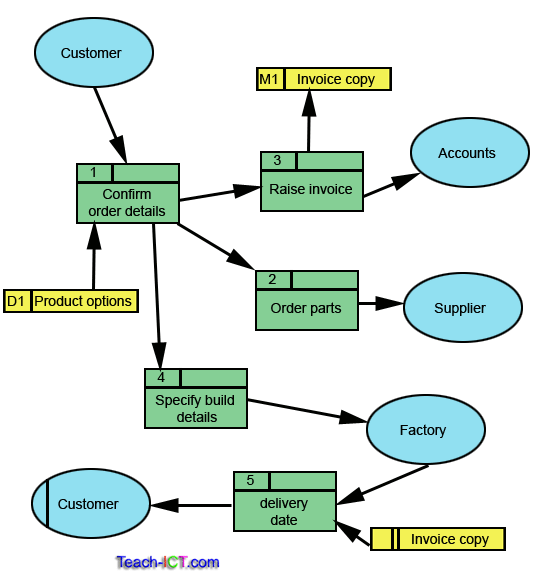 Customer
M1 Invoice copy
3
Raise invoice
Accounts
1
Confirm
order details
D1 Product options
2
Order parts
Supplier
4
Specify build
details
Factory
5
delivery
date
Customer
Invoice copy
Teach-ICT.com